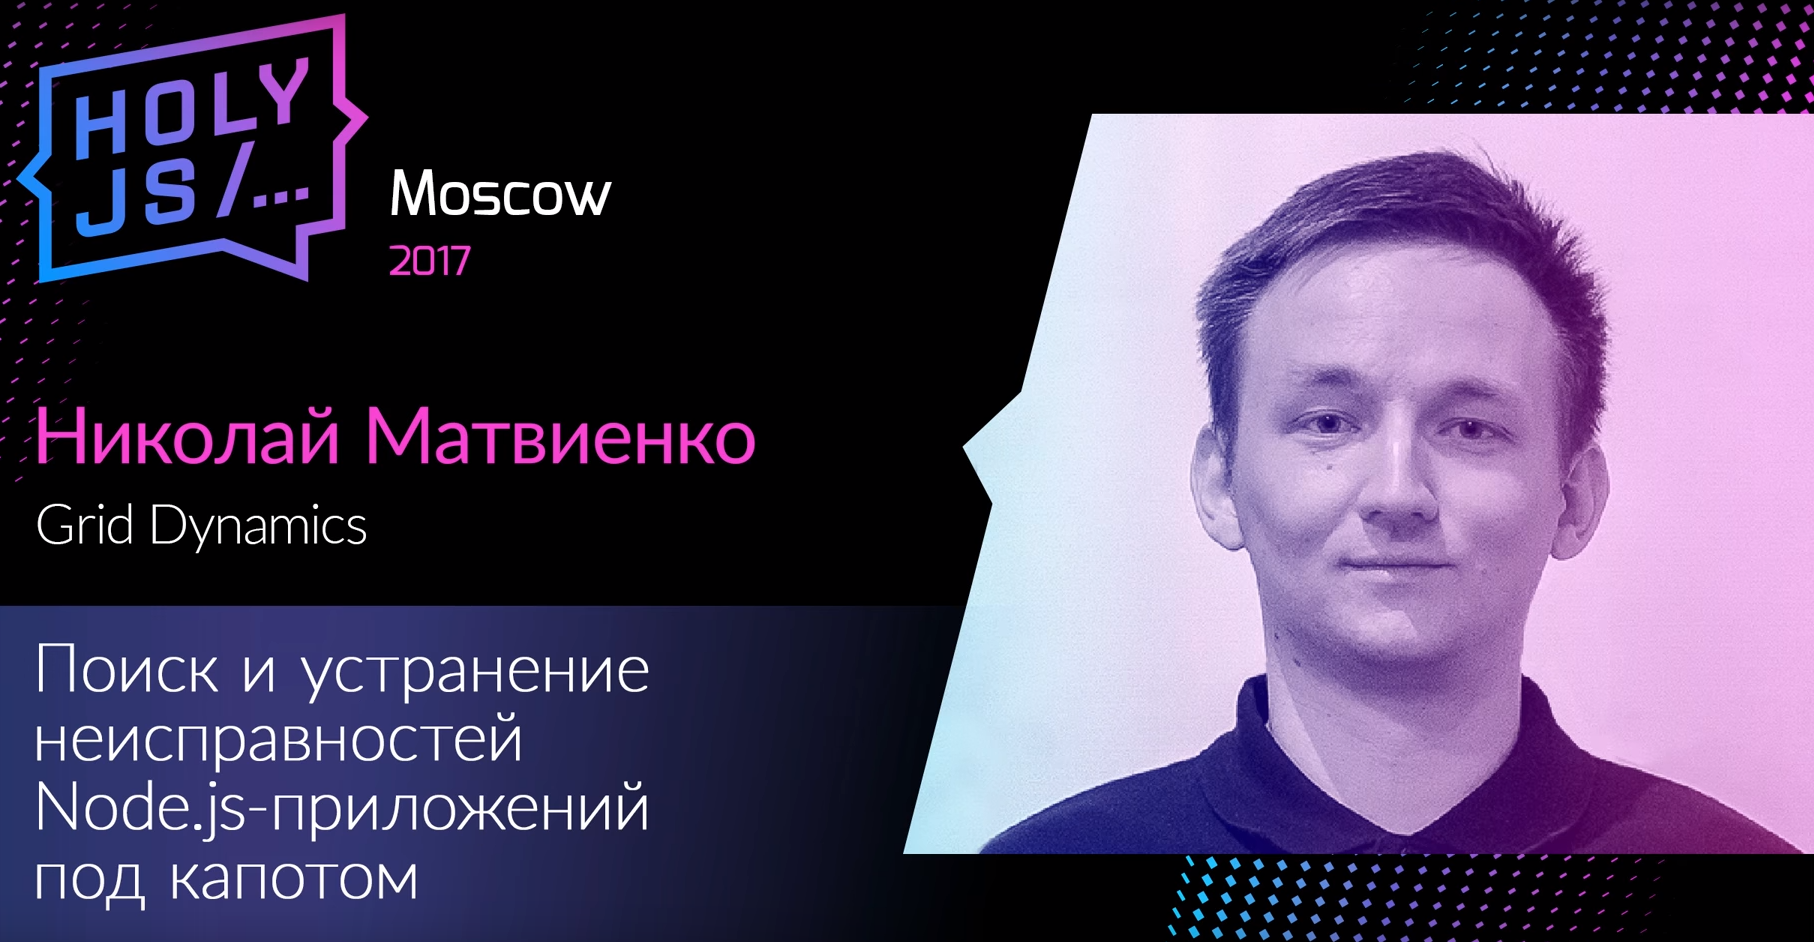 HOLY
JS/...
Moscow
2017
Николай Матвиенко
Grid Dynamics
Поиск и устранение
неисправностей
Node.js-приложений
под капотом